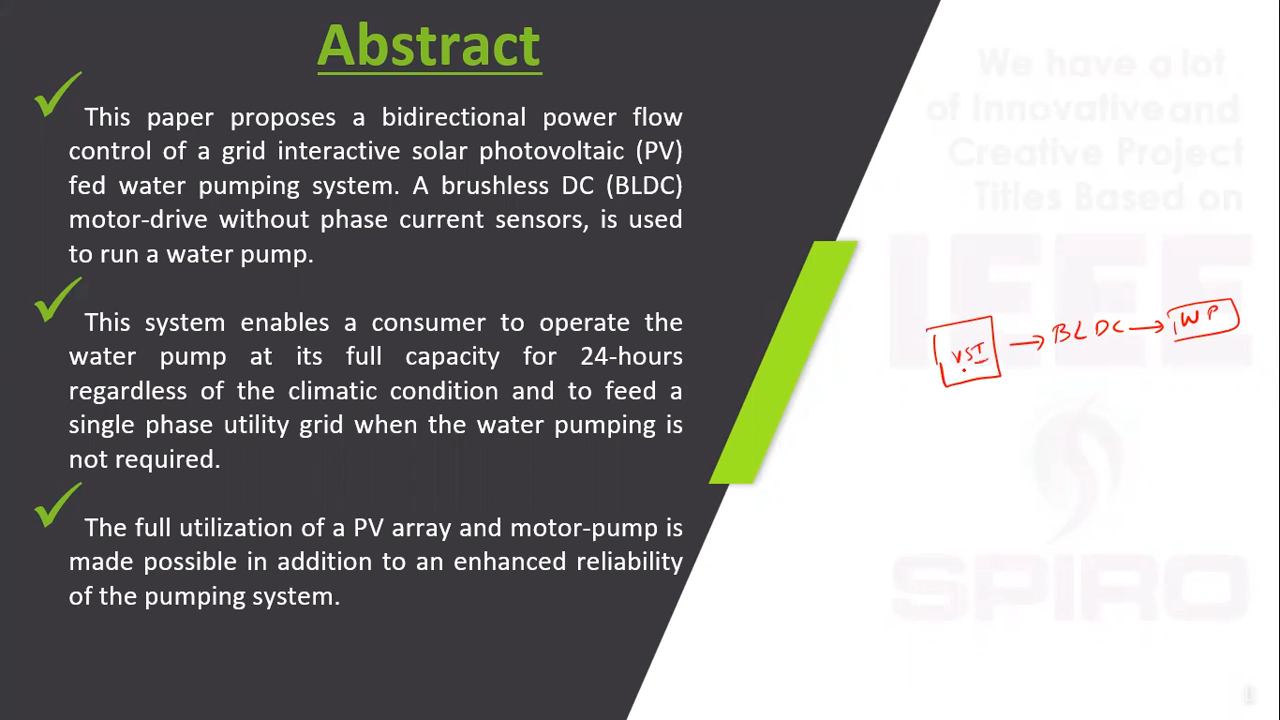 Abstract
This paper proposes a bidirectional power flow
control of a grid interactive solar photovoltaic (PV)
fed water pumping system. A brushless DC (BLDC)
motor-drive without phase current sensors, is used
to run a water pump.
This system enables a consumer to operate the
water pump at its full capacity for 24-hours
regardless of the climatic condition and to feed a
single phase utility grid when the water pumping is
not required.
The full utilization of a PV array and motor-pump is
made possible in addition to an enhanced reliability
of the pumping system.
We have a lot
of Innovative and
Creative Project
Titles Based on
IEEE
VSI → BLDC → WP
SPIRO